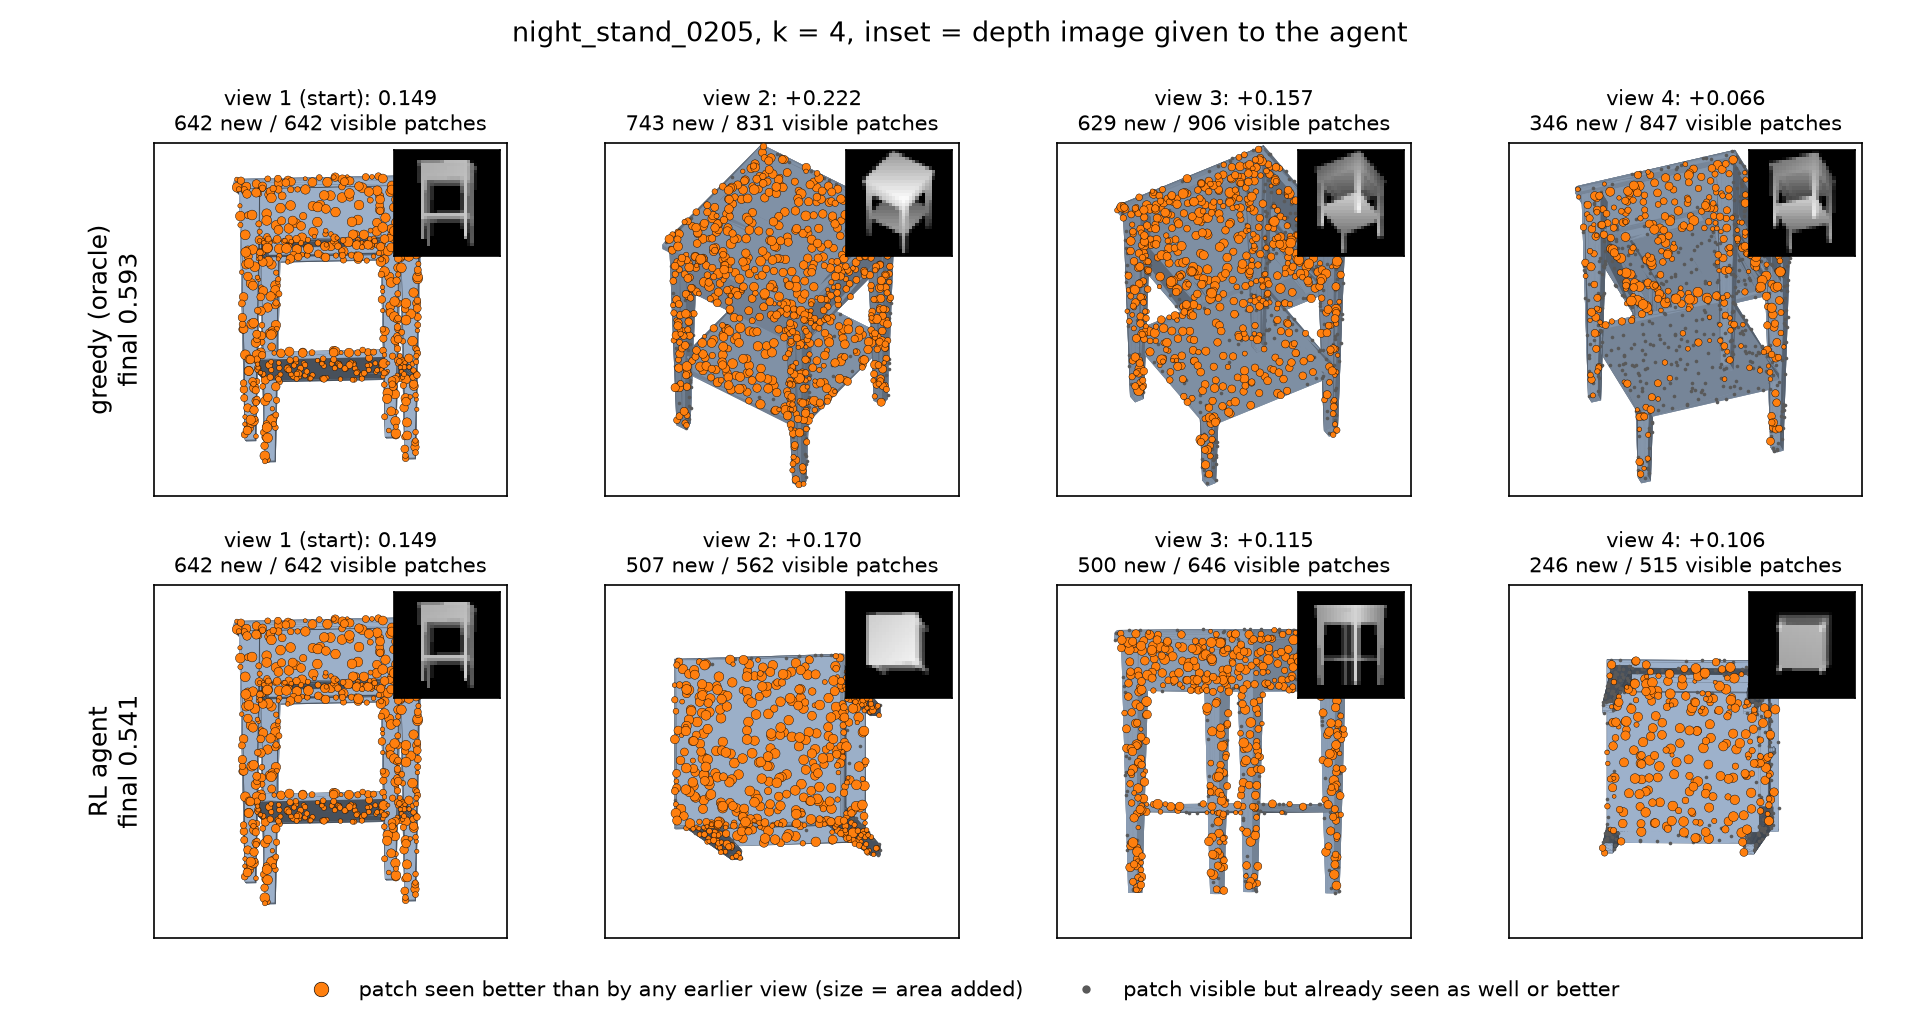 night_stand_0205, k = 4, inset = depth image given to the agent
view 1 (start): 0.149
642 new / 642 visible patches
view 2: +0.222
743 new / 831 visible patches
view 3: +0.157
629 new / 906 visible patches
view 4: +0.066
346 new / 847 visible patches
greedy (oracle)
final 0.593
view 1 (start): 0.149
642 new / 642 visible patches
view 2: +0.170
507 new / 562 visible patches
view 3: +0.115
500 new / 646 visible patches
view 4: +0.106
246 new / 515 visible patches
RL agent
final 0.541
patch seen better than by any earlier view (size = area added)
patch visible but already seen as well or better